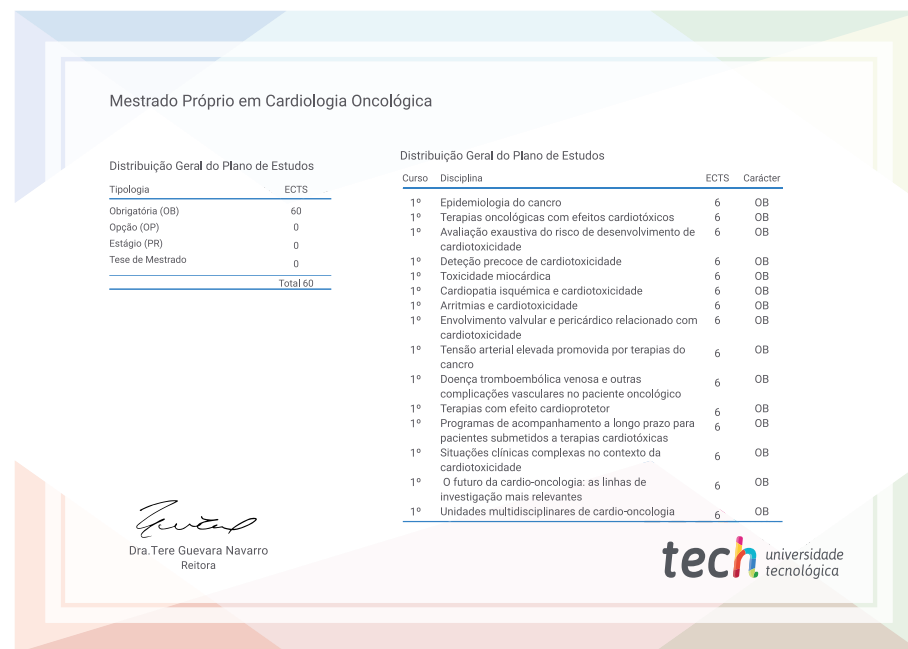 Mestrado Próprio em Cardiologia Oncológica
Distribuição Geral do Plano de Estudos
Tipologia ECTS
Obrigatória (OB) 60
Opção (OP) 0
Estágio (PR) 0
Tese de Mestrado 0
Total 60
Distribuição Geral do Plano de Estudos
Curso Disciplina ECTS Carácter
1º Epidemiologia do cancro 6 OB
1º Terapias oncológicas com efeitos cardiotóxicos 6 OB
1º Avaliação exaustiva do risco de desenvolvimento de 6 OB
cardiotoxicidade
1º Deteção precoce de cardiotoxicidade 6 OB
1º Toxicidade miocárdica 6 OB
1º Cardiopatia isquémica e cardiotoxicidade 6 OB
1º Arritmias e cardiotoxicidade 6 OB
1º Envolvimento valvular e pericárdico relacionado com 6 OB
cardiotoxicidade
1º Tensão arterial elevada promovida por terapias do 6 OB
cancro
1º Doença tromboembólica venosa e outras 6 OB
complicações vasculares no paciente oncológico
1º Terapias com efeito cardioprotetor 6 OB
1º Programas de acompanhamento a longo prazo para 6 OB
pacientes submetidos a terapias cardiotóxicas
1º Situações clínicas complexas no contexto da 6 OB
cardiotoxicidade
1º O futuro da cardio-oncologia: as linhas de 6 OB
investigação mais relevantes
1º Unidades multidisciplinares de cardio-oncologia 6 OB
Dra.Tere Guevara Navarro
Reitora
tech universidade
tecnológica